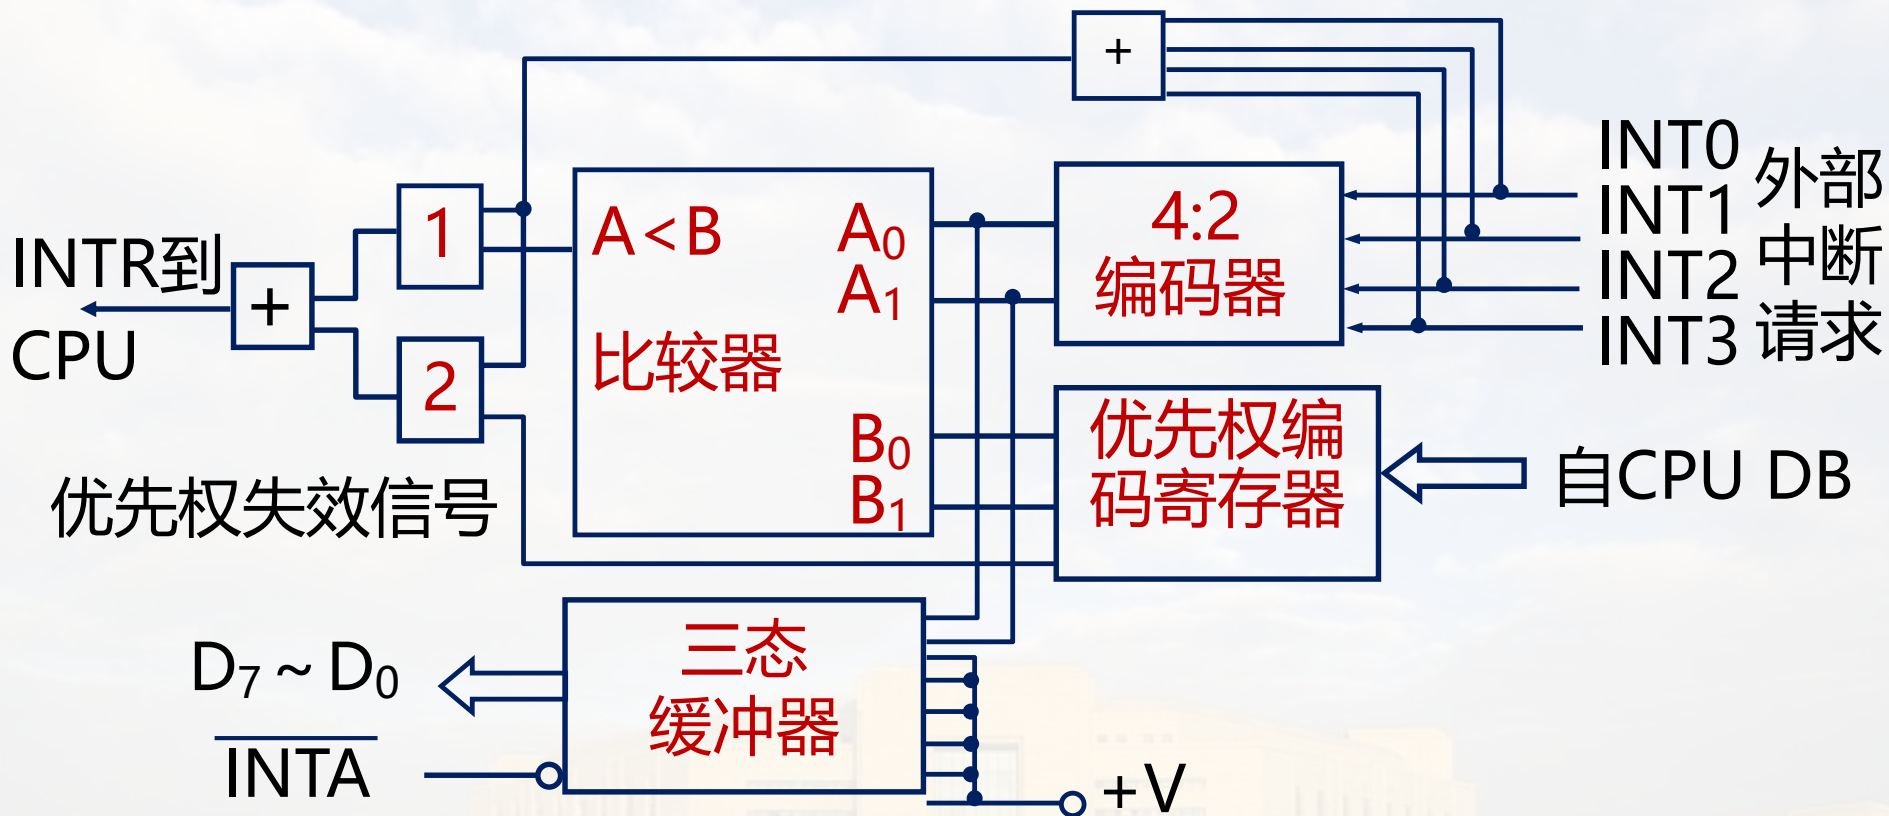 +
INT0
INT1
INT2
INT3
外部
中断
请求
4:2
编码器
A<B
A₀
A₁
比较器
B₀
B₁
1
2
+
INTR到
CPU
优先权编
码寄存器
自CPU DB
优先权失效信号
三态
缓冲器
D₇~D₀
INTA
+V